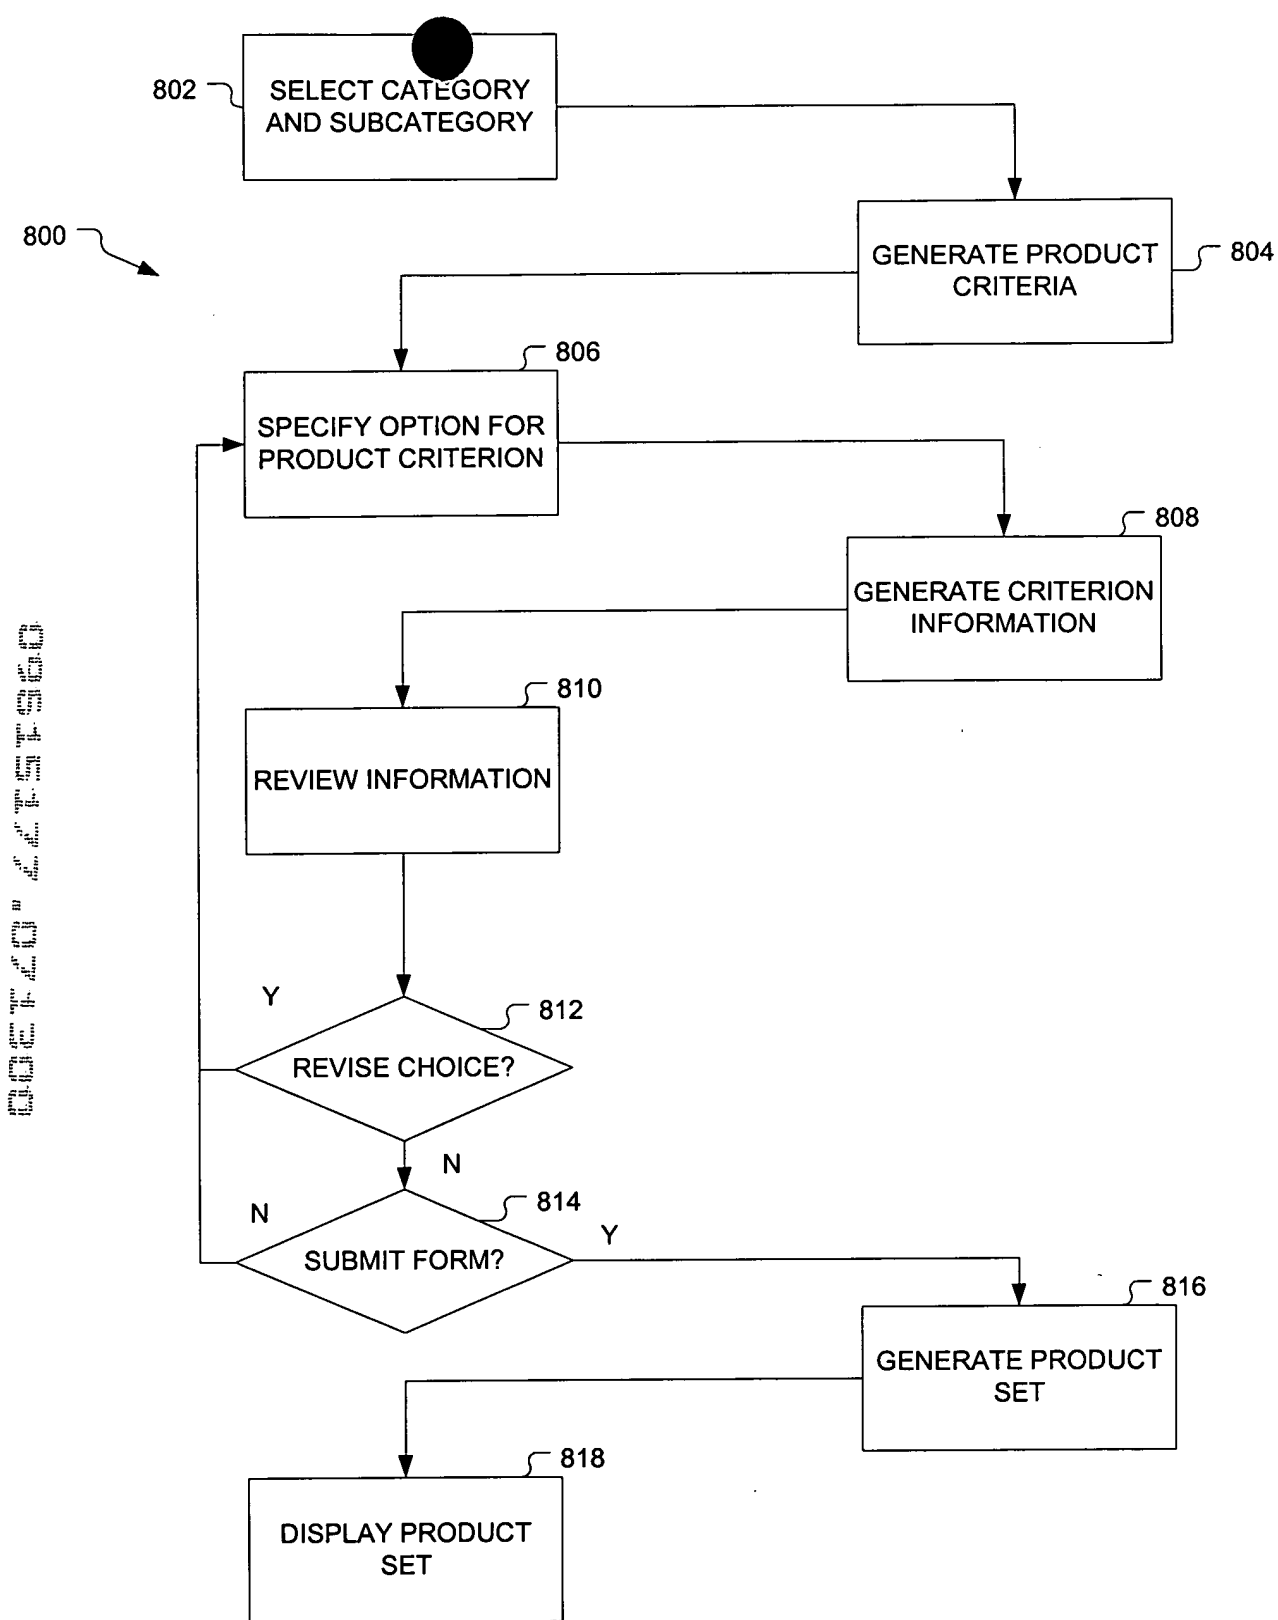 802
SELECT CATEGORY
AND SUBCATEGORY
800
GENERATE PRODUCT
CRITERIA
804
806
SPECIFY OPTION FOR
PRODUCT CRITERION
808
GENERATE CRITERION
INFORMATION
810
REVIEW INFORMATION
Y
812
REVISE CHOICE?
N
814
N
Y
SUBMIT FORM?
816
GENERATE PRODUCT
SET
818
DISPLAY PRODUCT
SET